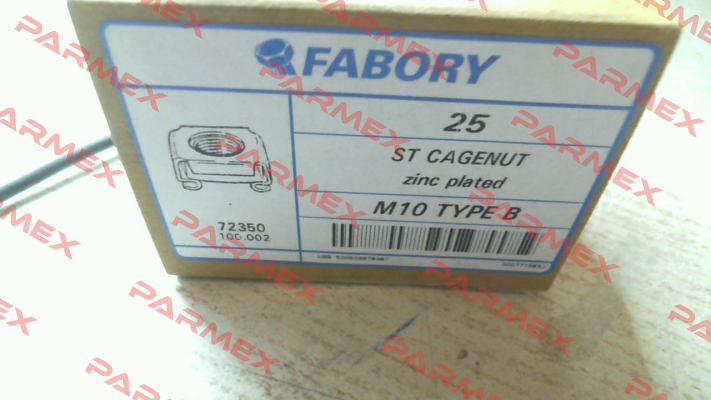 FABORY
25
ST CAGENUT
zinc plated
M10 TYPE B
72350
100.002
PARMEX